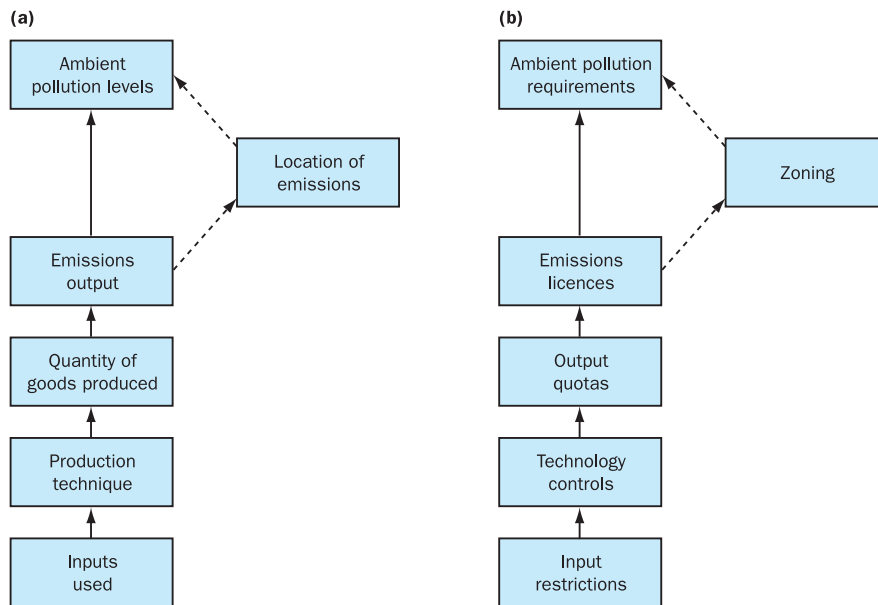 (a)
Ambient
pollution levels
Location of
emissions
Emissions
output
Quantity of
goods produced
Production
technique
Inputs
used
(b)
Ambient pollution
requirements
Zoning
Emissions
licences
Output
quotas
Technology
controls
Input
restrictions